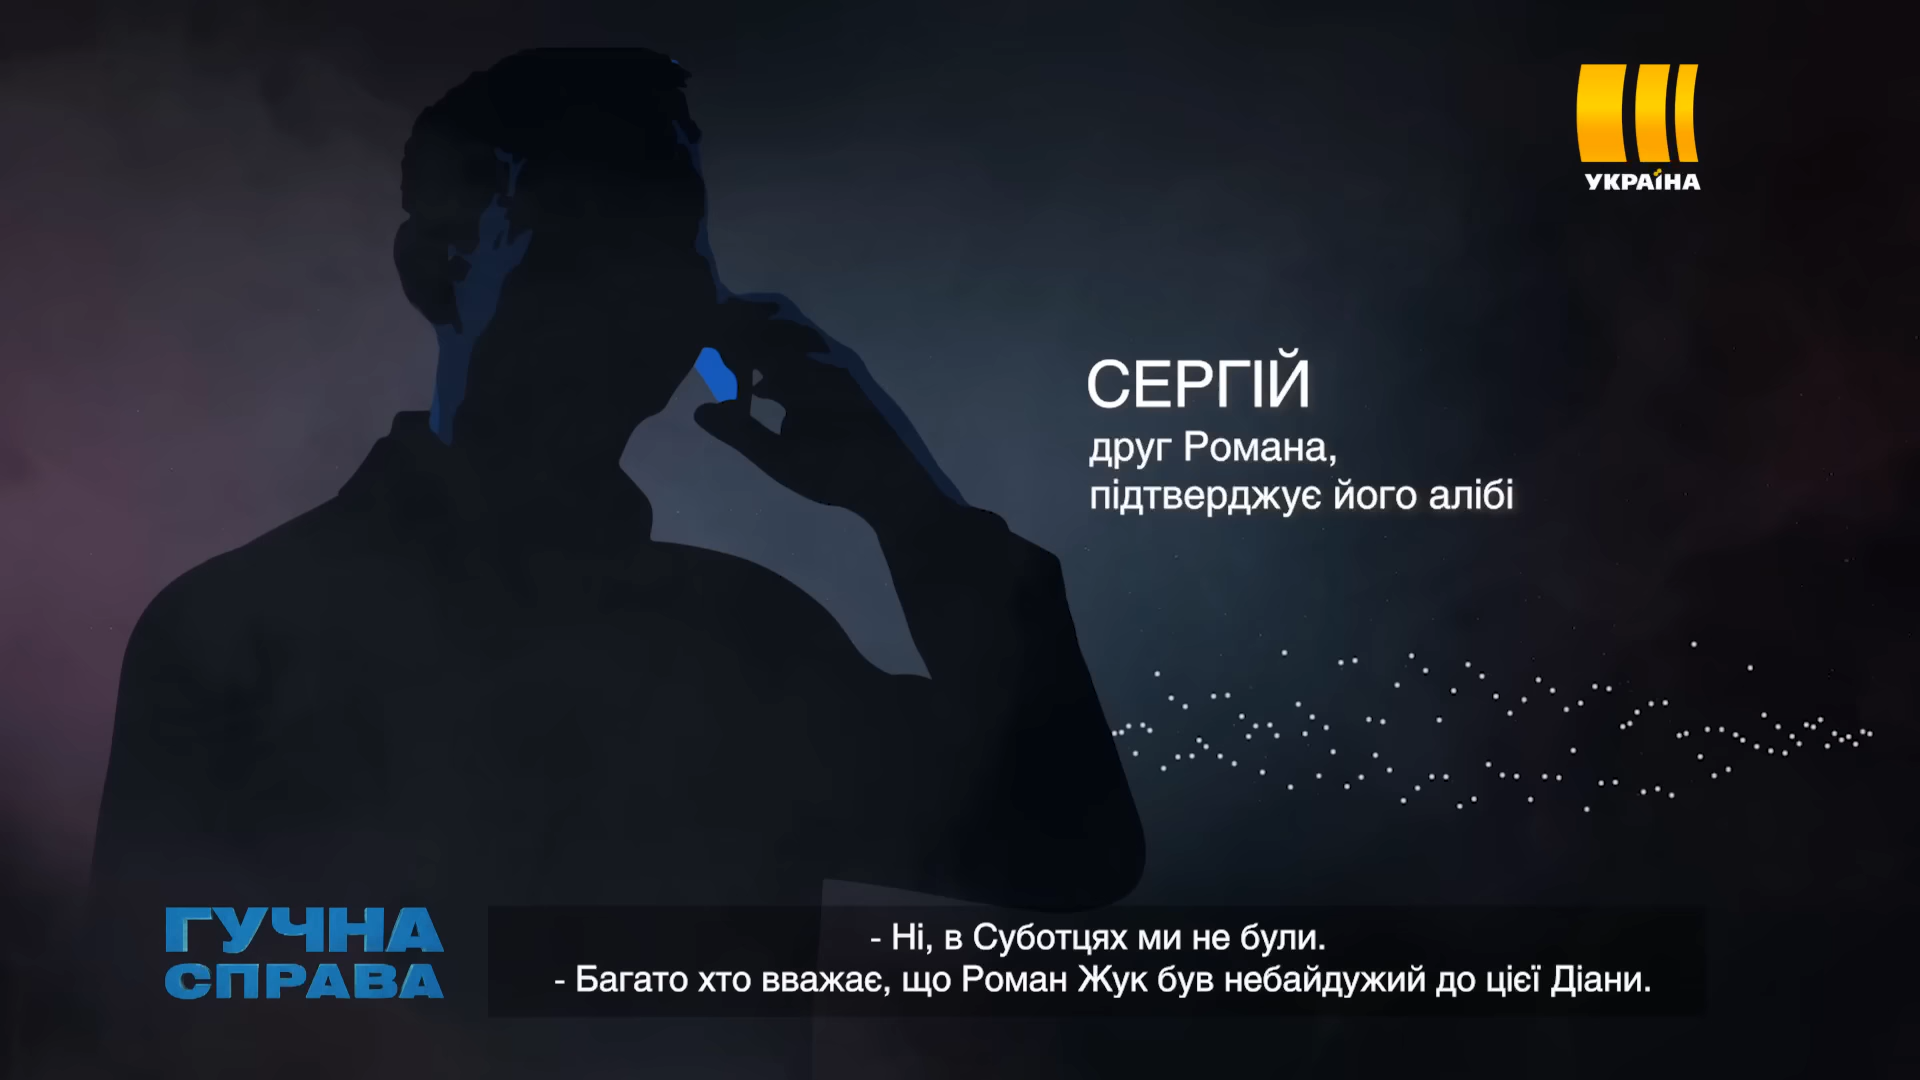 УКРАЇНА
СЕРГІЙ
друг Романа,
підтверджує його алібі
ГУЧНА
СПРАВА
- Ні, в Суботцях ми не були.
- Багато хто вважає, що Роман Жук був небайдужий до цієї Діани.